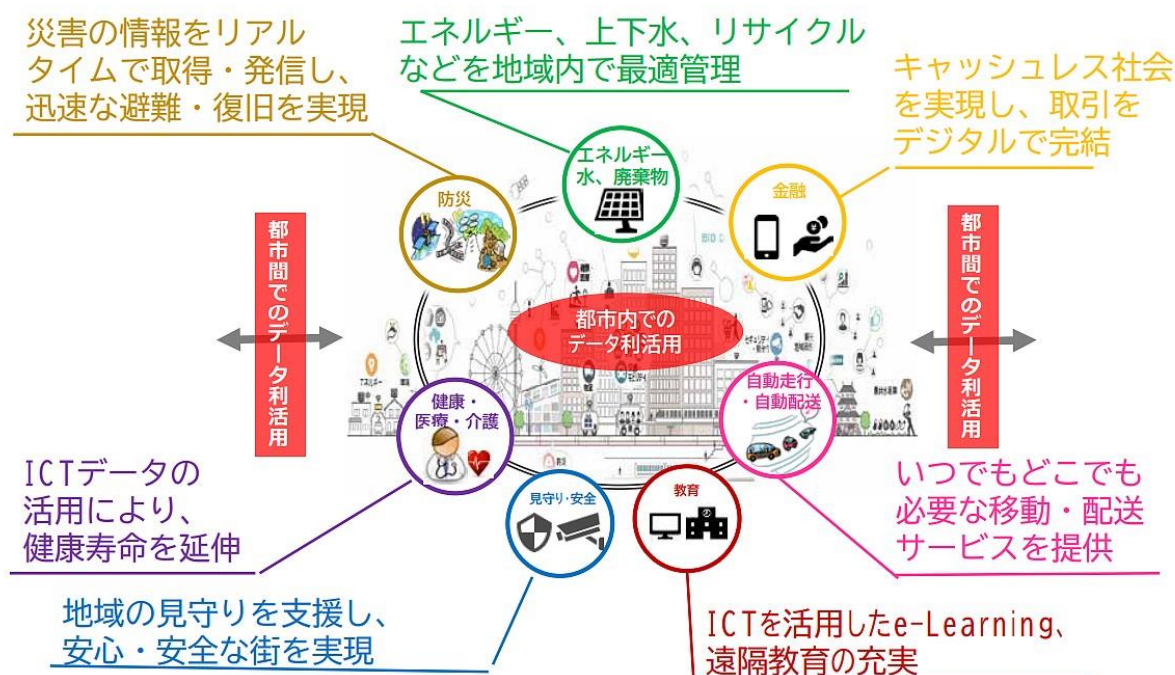 災害の情報をリアル
タイムで取得・発信し、
迅速な避難・復旧を実現
エネルギー、上下水、リサイクル
などを地域内で最適管理
キャッシュレス社会
を実現し、取引を
デジタルで完結
防災
エネルギー
水、廃棄物
金融
都市間でのデータ利活用
都市内での
データ利活用
都市間でのデータ利活用
健康・
医療・介護
自動走行
・自動配送
見守り・安全
教育
ICTデータの
活用により、
健康寿命を延伸
いつでもどこでも
必要な移動・配送
サービスを提供
地域の見守りを支援し、
安心・安全な街を実現
ICTを活用したe-Learning、
遠隔教育の充実